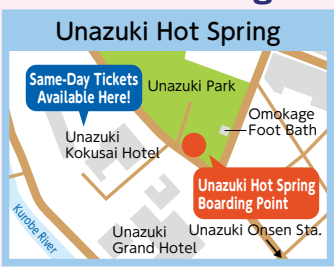 Unazuki Hot Spring
Same-Day Tickets
Available Here!
Unazuki Park
Omokage
Foot Bath
Unazuki
Kokusai Hotel
Unazuki Hot Spring
Boarding Point
Kurobe River
Unazuki
Grand Hotel
Unazuki Onsen Sta.